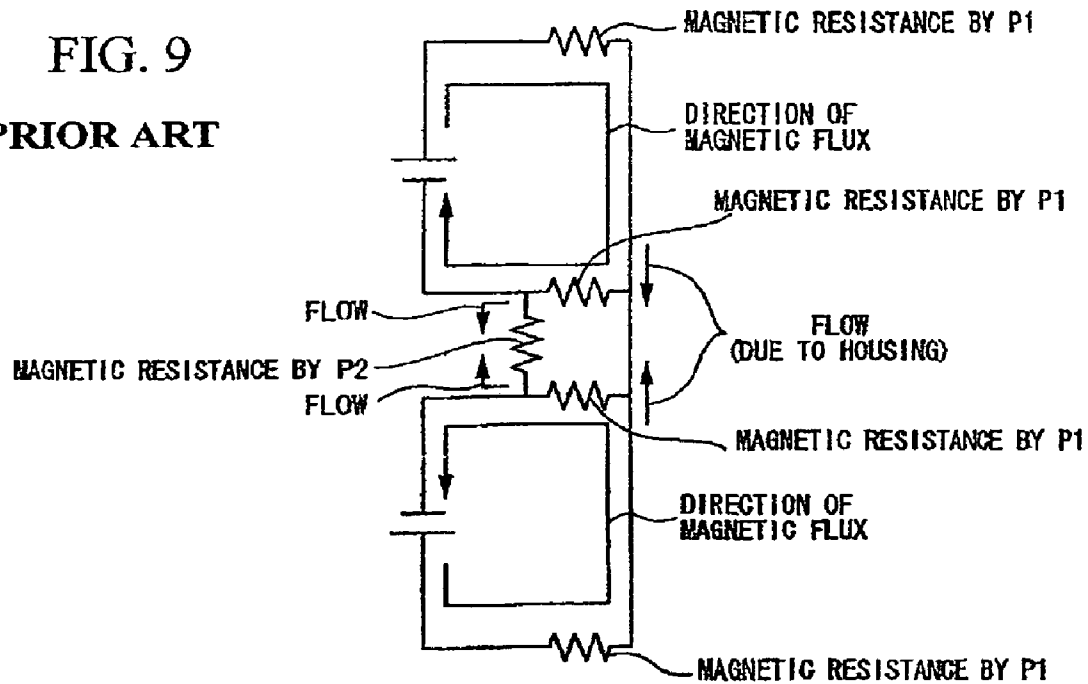 FIG. 9
PRIOR ART
MAGNETIC RESISTANCE BY P1
DIRECTION OF
MAGNETIC FLUX
MAGNETIC RESISTANCE BY P1
FLOW
MAGNETIC RESISTANCE BY P2
FLOW
FLOW
(DUE TO HOUSING)
MAGNETIC RESISTANCE BY P1
DIRECTION OF
MAGNETIC FLUX
MAGNETIC RESISTANCE BY P1